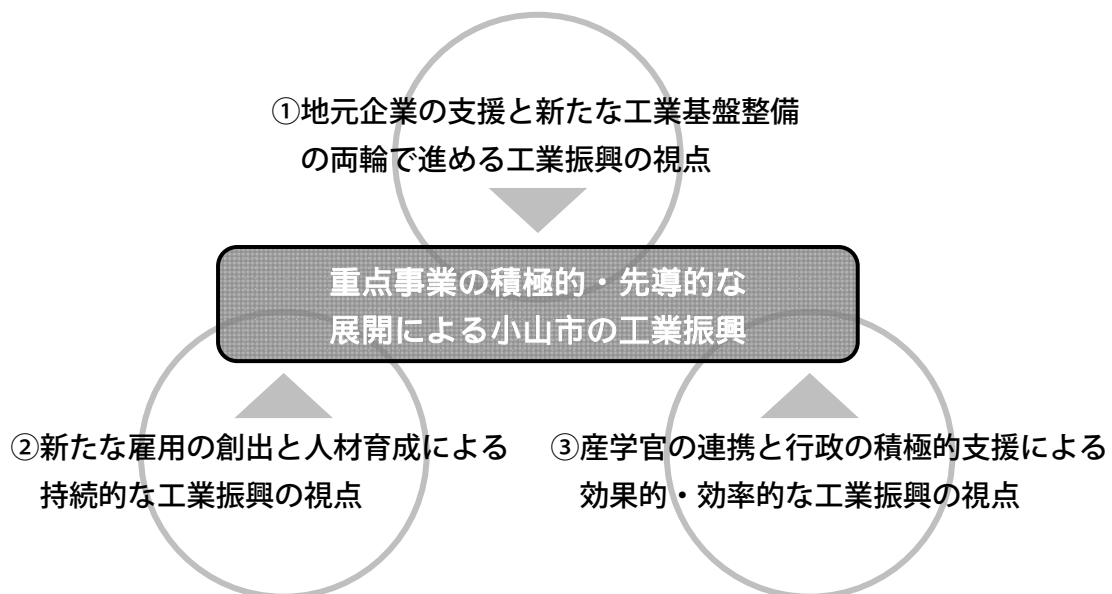 ①地元企業の支援と新たな工業基盤整備
の両輪で進める工業振興の視点
重点事業の積極的・先導的な
展開による小山市の工業振興
②新たな雇用の創出と人材育成による
持続的な工業振興の視点
③産学官の連携と行政の積極的支援による
効果的・効率的な工業振興の視点